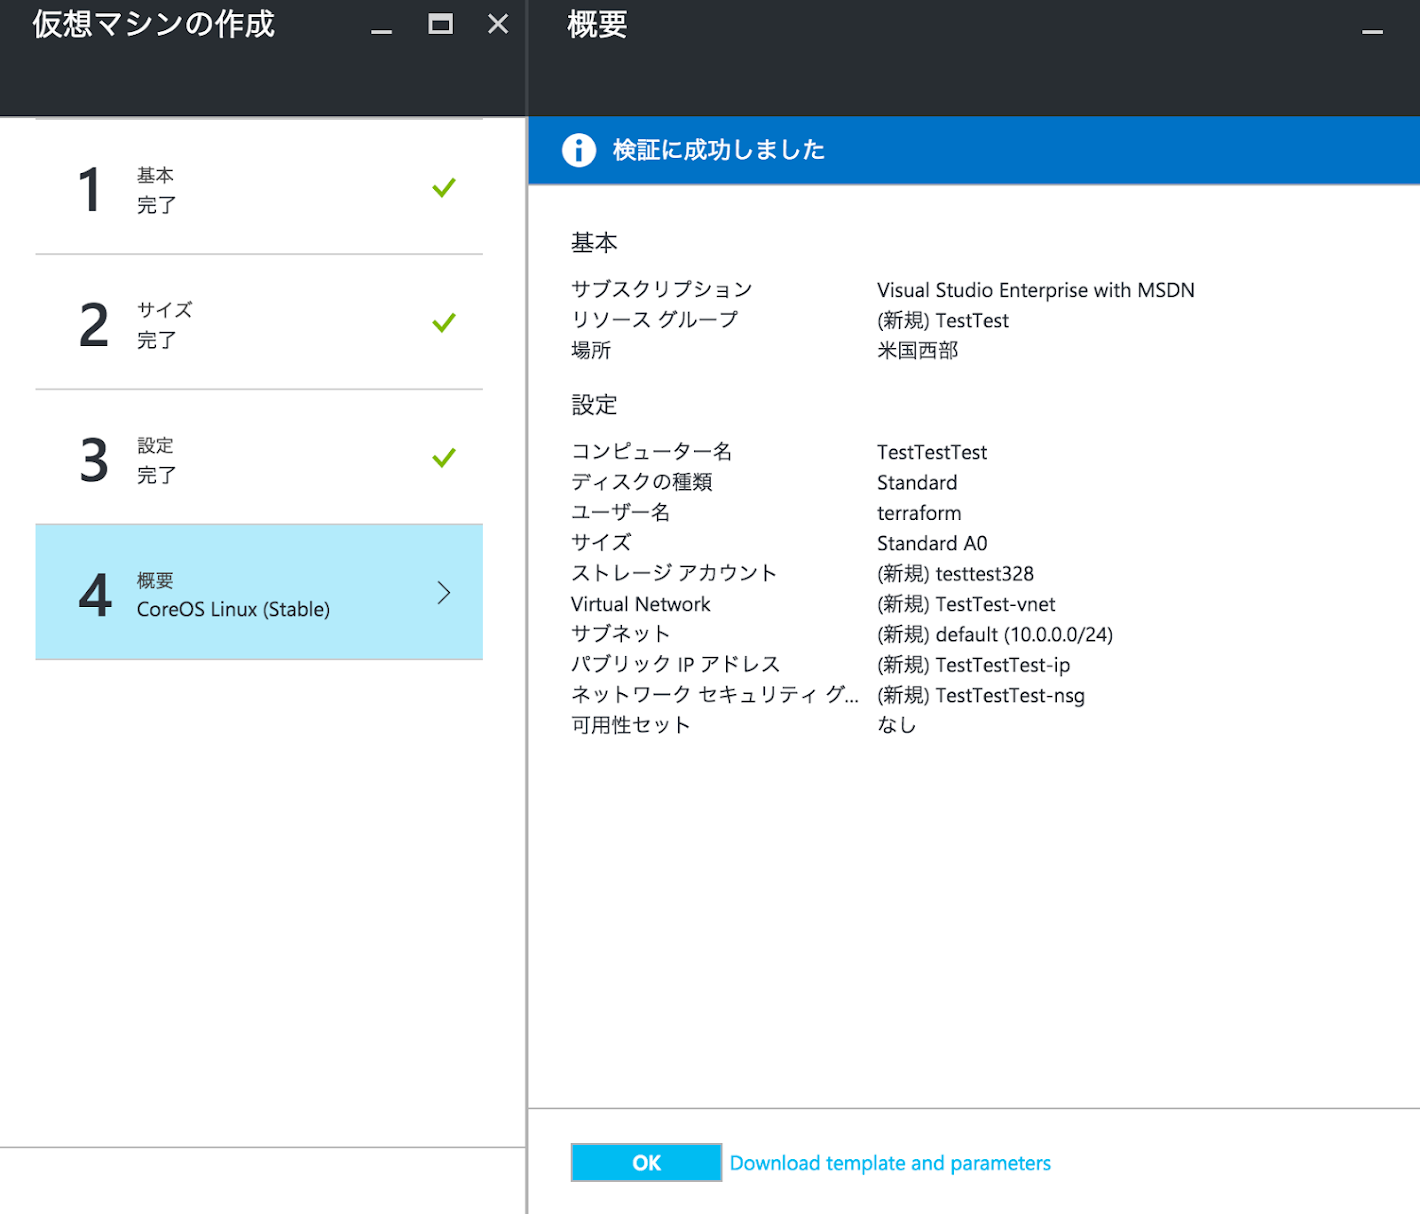 仮想マシンの作成
1
基本
完了
2
サイズ
完了
3
設定
完了
4
概要
CoreOS Linux (Stable)
概要
検証に成功しました
基本
サブスクリプション Visual Studio Enterprise with MSDN
リソース グループ (新規) TestTest
場所 米国西部
設定
コンピューター名 TestTestTest
ディスクの種類 Standard
ユーザー名 terraform
サイズ Standard A0
ストレージ アカウント (新規) testtest328
Virtual Network (新規) TestTest-vnet
サブネット (新規) default (10.0.0.0/24)
パブリック IP アドレス (新規) TestTestTest-ip
ネットワーク セキュリティ グ... (新規) TestTestTest-nsg
可用性セット なし
OK Download template and parameters